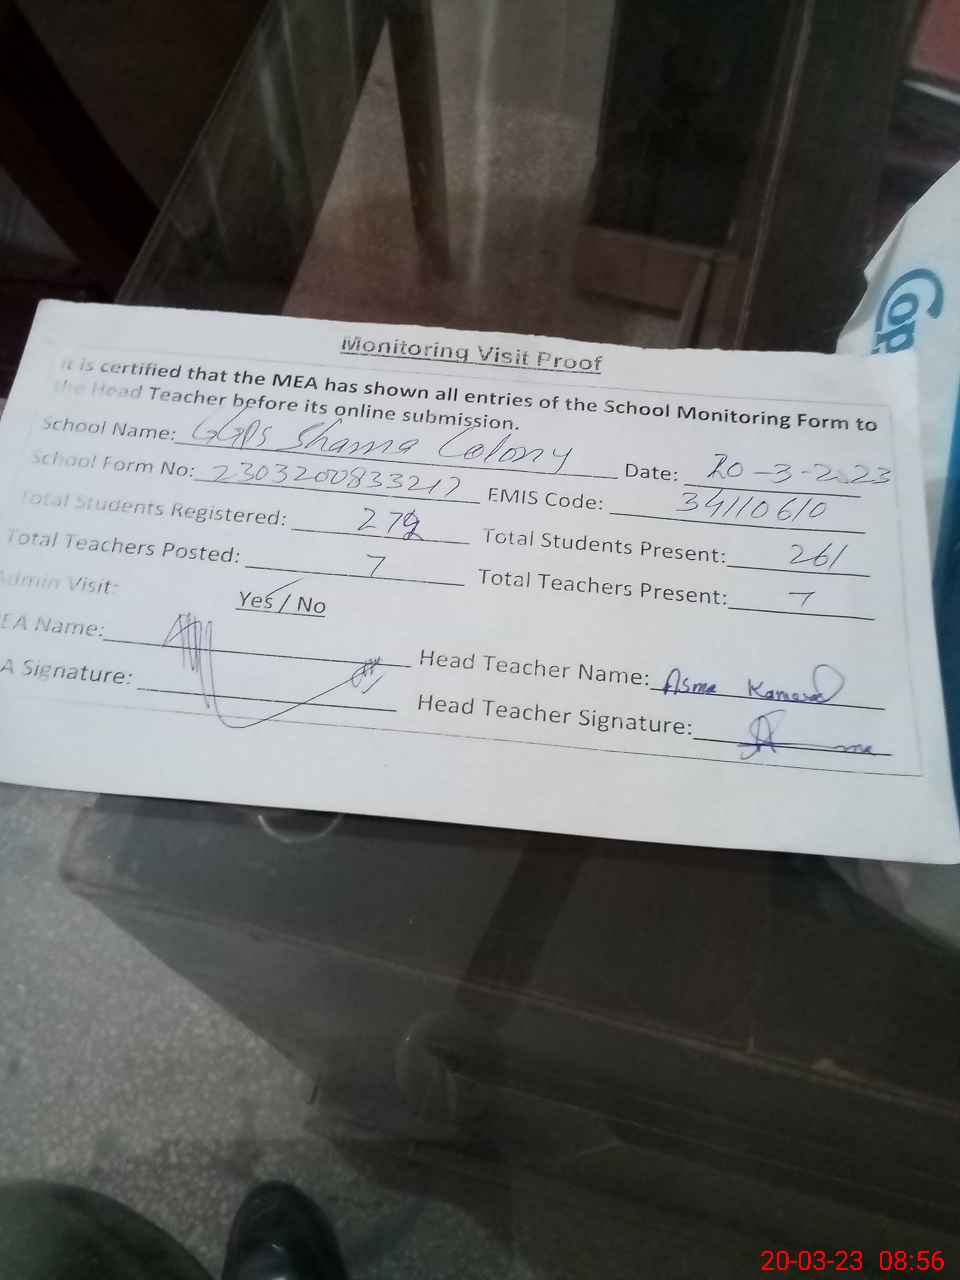 Monitoring Visit Proof
It is certified that the MEA has shown all entries of the School Monitoring Form to
the Head Teacher before its online submission.
School Name: GGPS Shama Colony Date: 20-3-2023
School Form No: 2303200833217 EMIS Code: 34110610
Total Students Registered: 279 Total Students Present: 261
Total Teachers Posted: 7 Total Teachers Present: 7
Admin Visit: Yes / No
EA Name: Head Teacher Name: Asma Kanwal
A Signature: Head Teacher Signature:
Cop
20-03-23 08:56